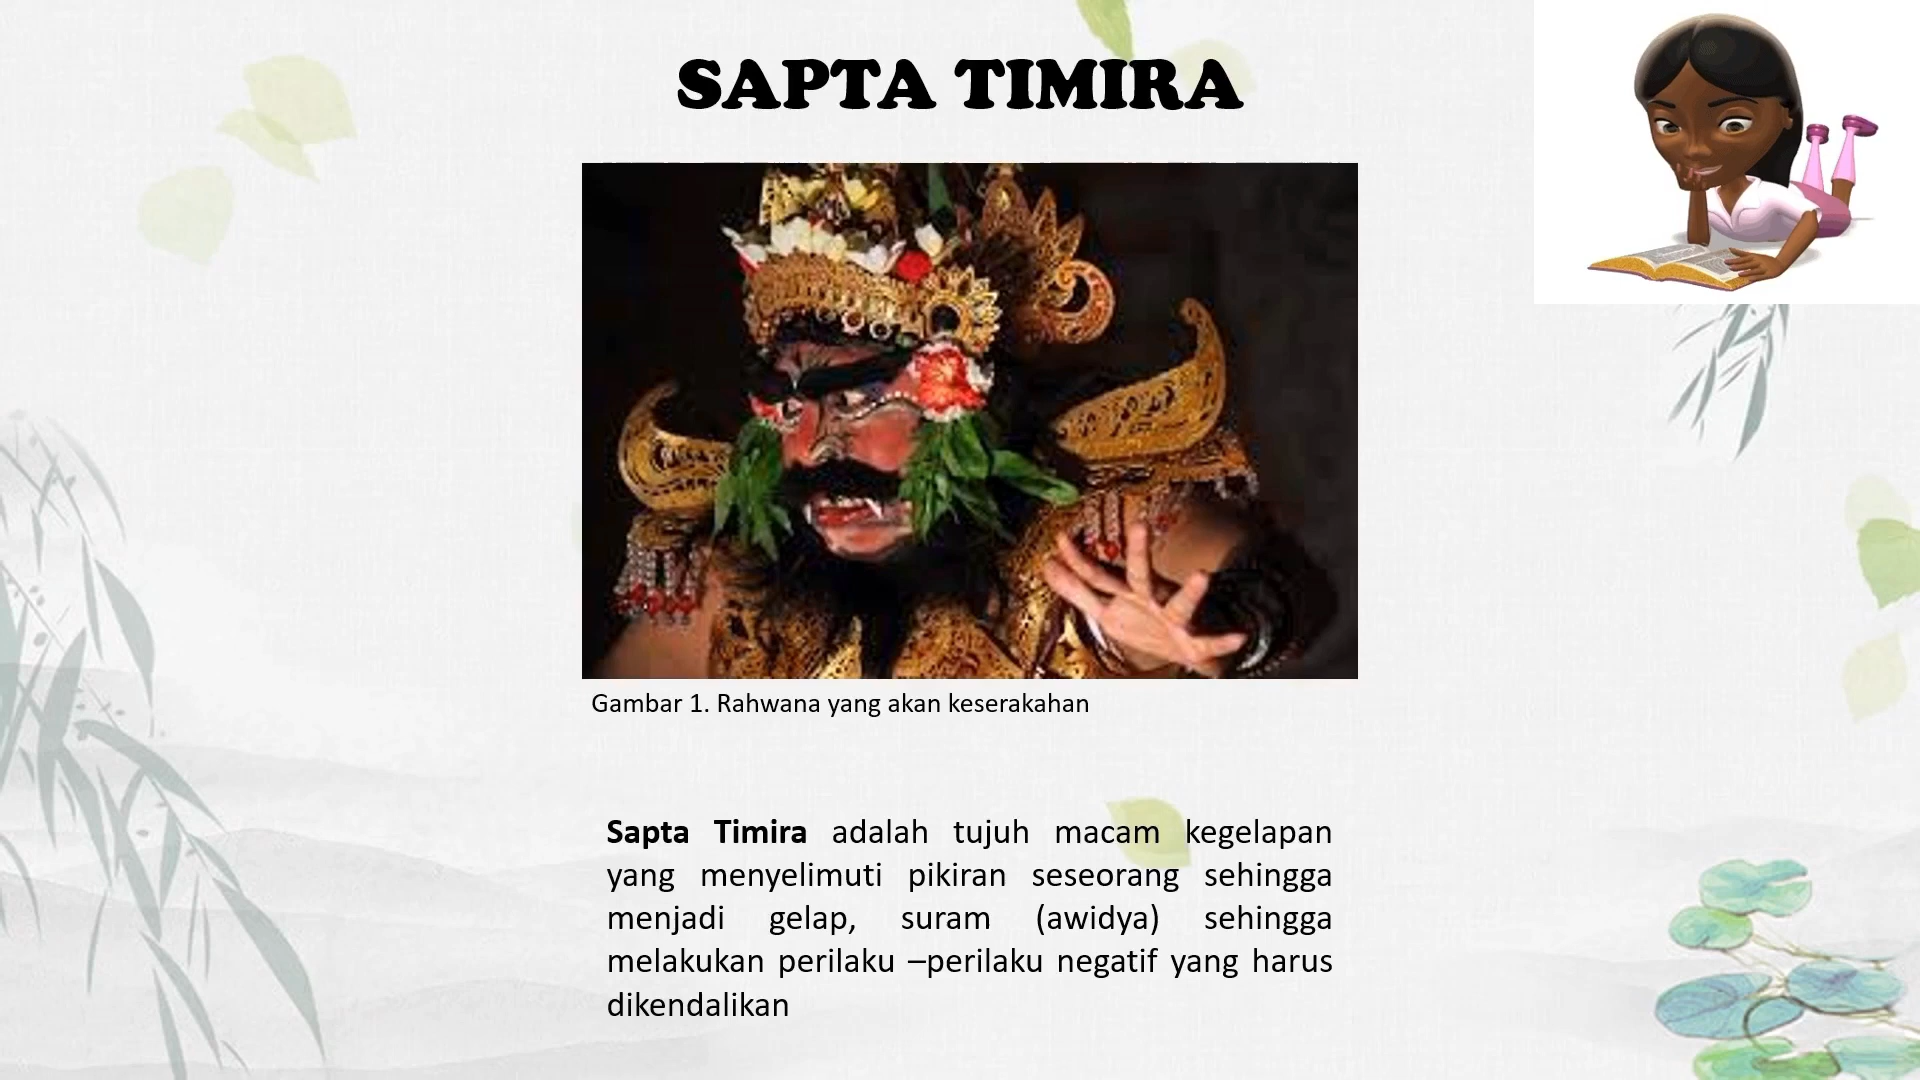 SAPTA TIMIRA
Gambar 1. Rahwana yang akan keserakahan
Sapta Timira adalah tujuh macam kegelapan
yang menyelimuti pikiran seseorang sehingga
menjadi gelap, suram (awidya) sehingga
melakukan perilaku –perilaku negatif yang harus
dikendalikan